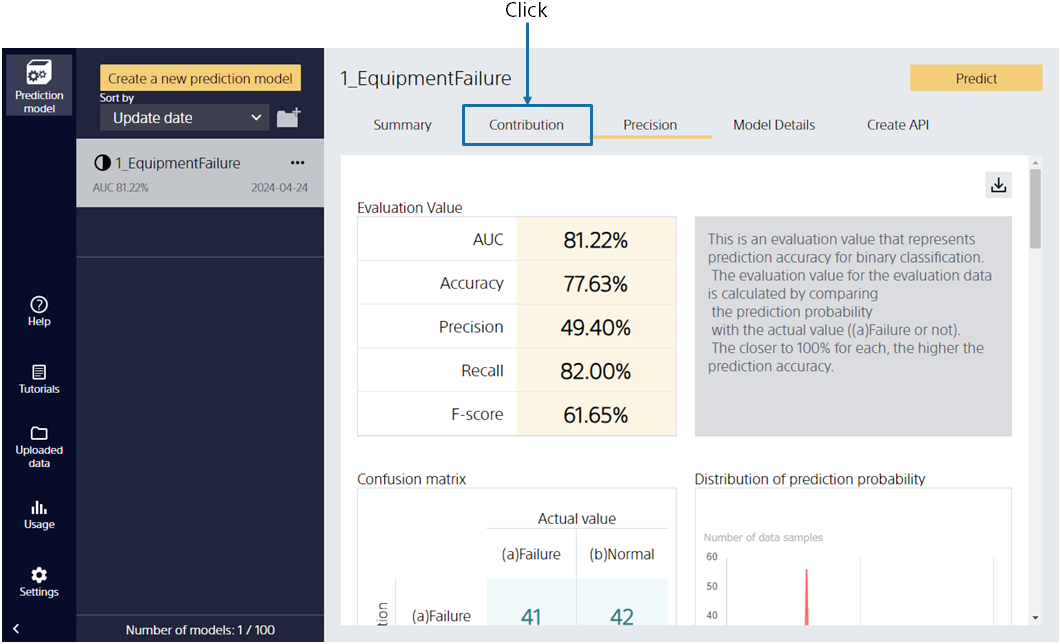 Click
Prediction
model
Help
Tutorials
Uploaded
data
Usage
Settings
Create a new prediction model
Sort by
Update date
1_EquipmentFailure
AUC 81.22%
2024-04-24
Number of models: 1 / 100
1_EquipmentFailure
Predict
Summary
Contribution
Precision
Model Details
Create API
Evaluation Value
AUC 81.22%
Accuracy 77.63%
Precision 49.40%
Recall 82.00%
F-score 61.65%
This is an evaluation value that represents
prediction accuracy for binary classification.
The evaluation value for the evaluation data
is calculated by comparing
the prediction probability
with the actual value ((a)Failure or not).
The closer to 100% for each, the higher the
prediction accuracy.
Confusion matrix
Actual value
(a)Failure (b)Normal
(a)Failure 41 42
Distribution of prediction probability
Number of data samples
60
50
40